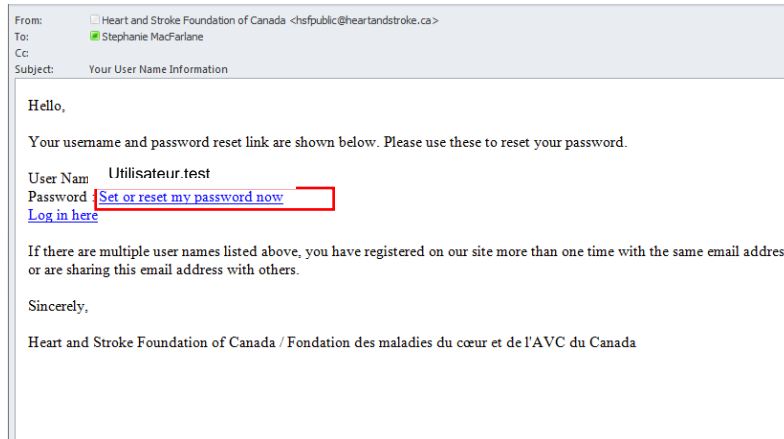 From: Heart and Stroke Foundation of Canada <hsfpublic@heartandstroke.ca>
To: Stephanie MacFarlane
Cc:
Subject: Your User Name Information
Hello,
Your username and password reset link are shown below. Please use these to reset your password.
User Nam Utilisateur.test
Password : Set or reset my password now
Log in here
If there are multiple user names listed above, you have registered on our site more than one time with the same email addres
or are sharing this email address with others.
Sincerely,
Heart and Stroke Foundation of Canada / Fondation des maladies du cœur et de l'AVC du Canada